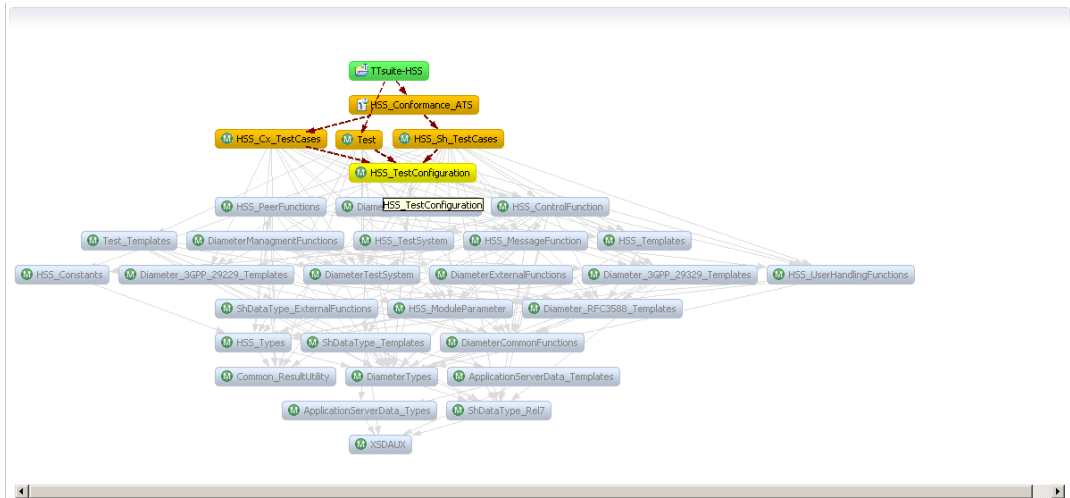 TTsuite-HSS
HSS_Conformance_ATS
HSS_Cx_TestCases Test HSS_Sh_TestCases
HSS_TestConfiguration
HSS_PeerFunctions HSS_TestConfiguration HSS_ControlFunction
Test_Templates DiameterManagmentFunctions HSS_TestSystem HSS_MessageFunction HSS_Templates
HSS_Constants Diameter_3GPP_29229_Templates DiameterTestSystem DiameterExternalFunctions Diameter_3GPP_29329_Templates HSS_UserHandlingFunctions
ShDataType_ExternalFunctions HSS_ModuleParameter Diameter_RFC3588_Templates
HSS_Types ShDataType_Templates DiameterCommonFunctions
Common_ResultUtility DiameterTypes ApplicationServerData_Templates
ApplicationServerData_Types ShDataType_Rel7
XSDAUX